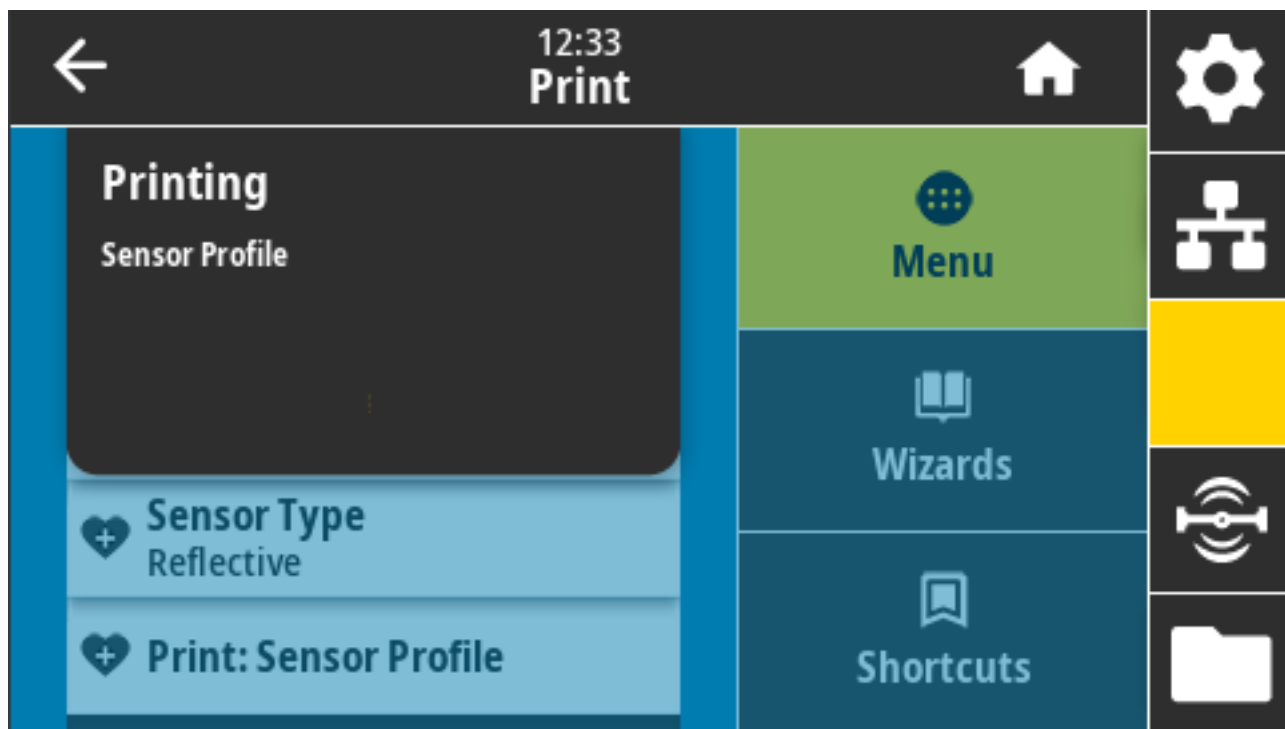 12:33
Print
Printing
Sensor Profile
Sensor Type
Reflective
Print: Sensor Profile
Menu
Wizards
Shortcuts